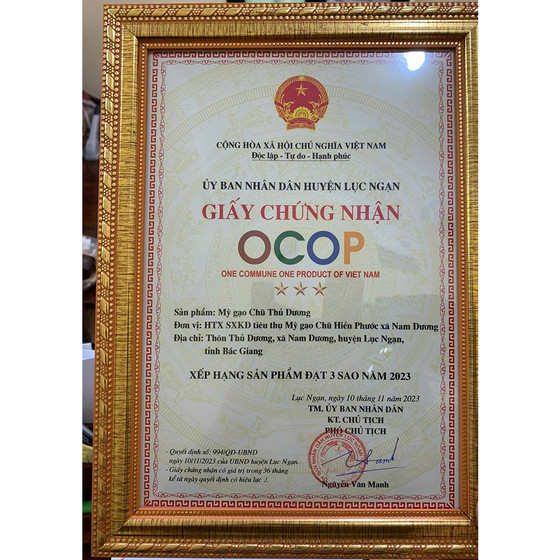 CỘNG HÒA XÃ HỘI CHỦ NGHĨA VIỆT NAM
Độc lập - Tự do - Hạnh phúc
ỦY BAN NHÂN DÂN HUYỆN LỤC NGẠN
GIẤY CHỨNG NHẬN
OCOP
ONE COMMUNE ONE PRODUCT OF VIET NAM
Sản phẩm: Mỳ gạo Chũ Thủ Dương
Đơn vị: HTX SXKD tiêu thụ Mỳ gạo Chũ Hiền Phước xã Nam Dương
Địa chỉ: Thôn Thủ Dương, xã Nam Dương, huyện Lục Ngạn,
tỉnh Bắc Giang
XẾP HẠNG SẢN PHẨM ĐẠT 3 SAO NĂM 2023
Lục Ngạn, ngày 10 tháng 11 năm 2023
TM. ỦY BAN NHÂN DÂN
KT. CHỦ TỊCH
PHÓ CHỦ TỊCH
- Quyết định số: 994/QĐ-UBND
ngày 10/11/2023 của UBND huyện Lục Ngạn.
- Giấy chứng nhận có giá trị trong 36 tháng
kể từ ngày quyết định có hiệu lực ./.
Nguyễn Văn Mạnh